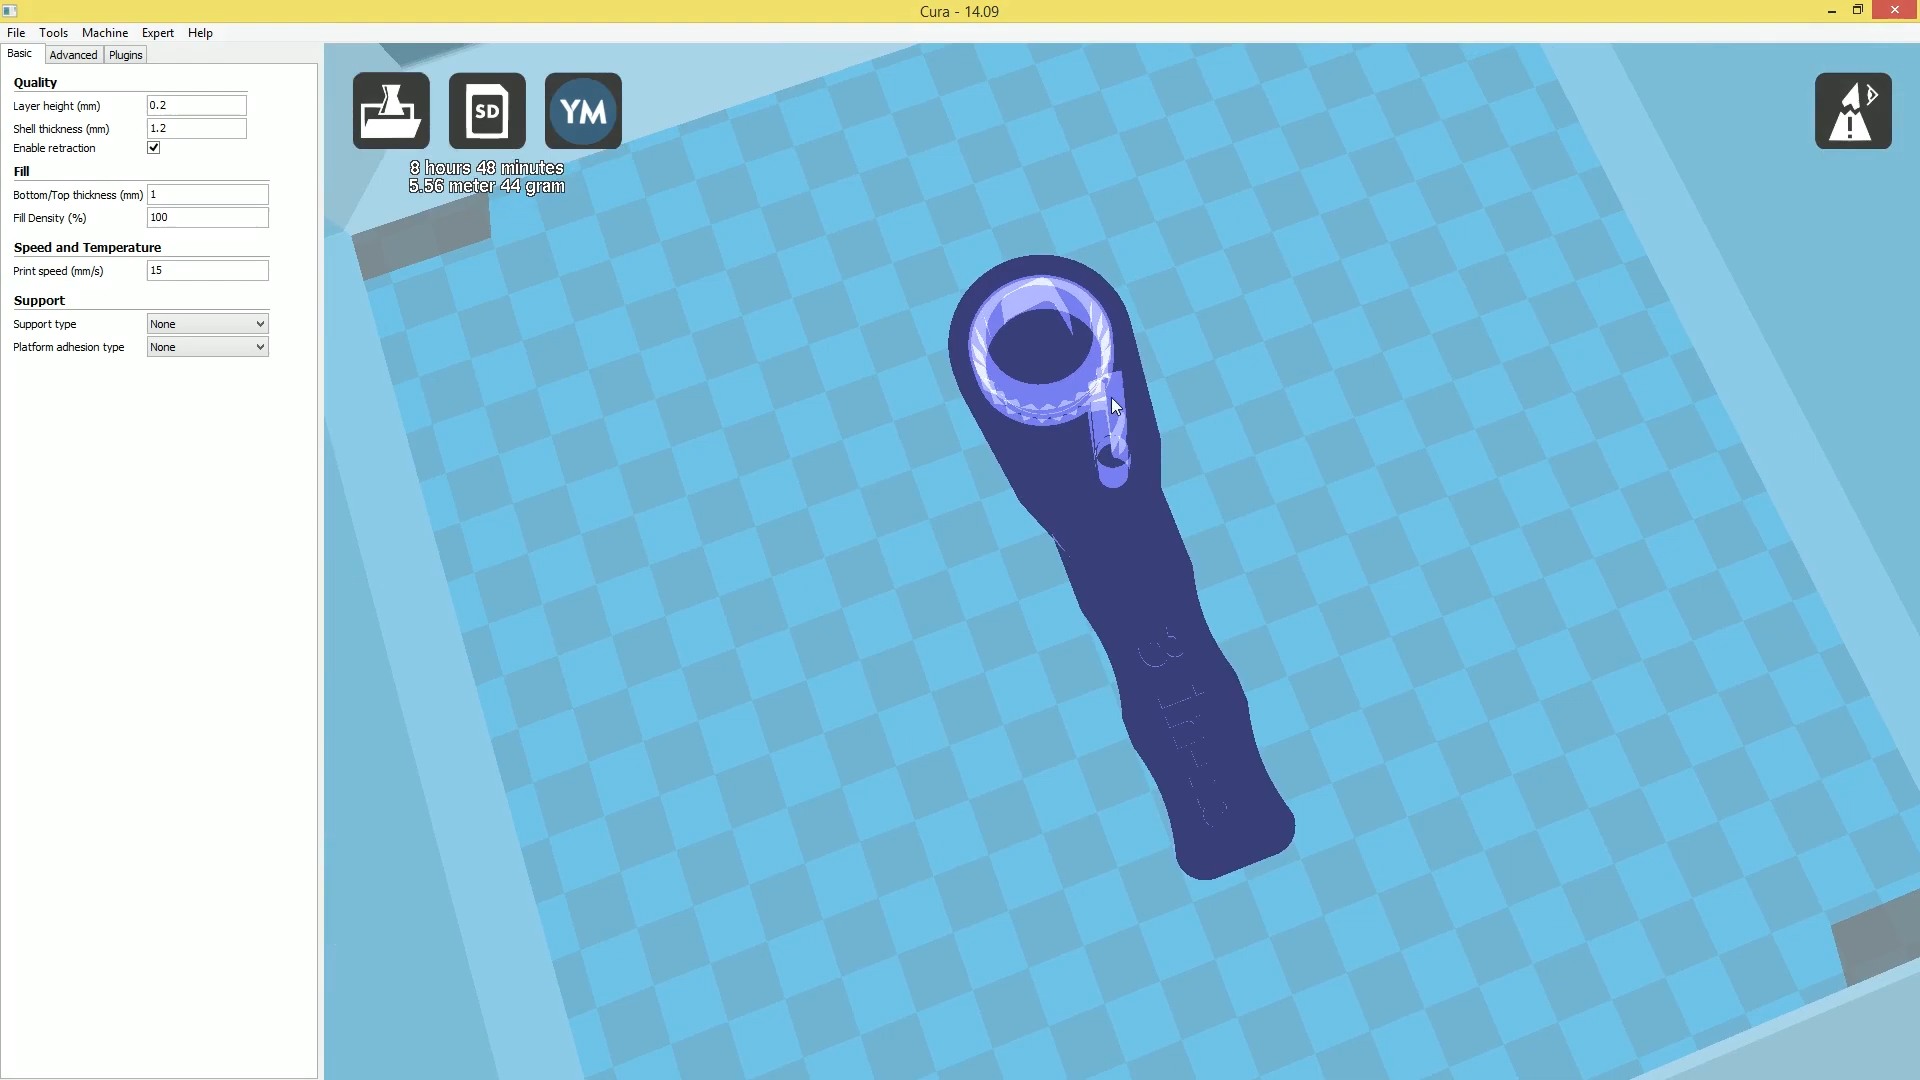 Cura - 14.09
File Tools Machine Expert Help
Basic Advanced Plugins
Quality
Layer height (mm) 0.2
Shell thickness (mm) 1.2
Enable retraction
Fill
Bottom/Top thickness (mm) 1
Fill Density (%) 100
Speed and Temperature
Print speed (mm/s) 15
Support
Support type None
Platform adhesion type None
SD
YM
8 hours 48 minutes
5.56 meter 44 gram